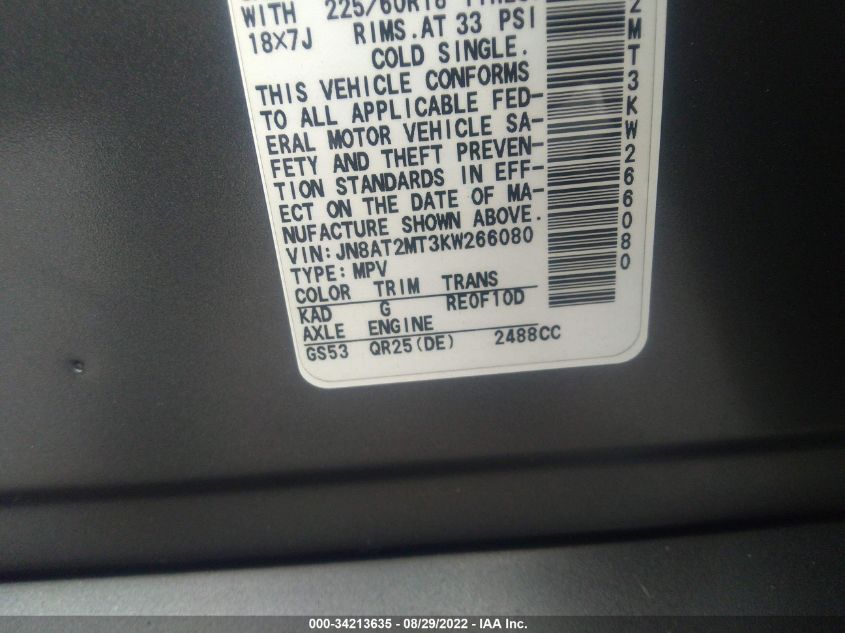 WITH 225/60R18
18X7J RIMS.AT 33 PSI
COLD SINGLE.
THIS VEHICLE CONFORMS
TO ALL APPLICABLE FED-
ERAL MOTOR VEHICLE SA-
FETY AND THEFT PREVEN-
TION STANDARDS IN EFF-
ECT ON THE DATE OF MA-
NUFACTURE SHOWN ABOVE.
VIN:JN8AT2MT3KW266080
TYPE:MPV
COLOR TRIM TRANS
KAD G RE0F10D
AXLE ENGINE
GS53 QR25(DE) 2488CC
2MT3KW266080
000-34213635 - 08/29/2022 - IAA Inc.